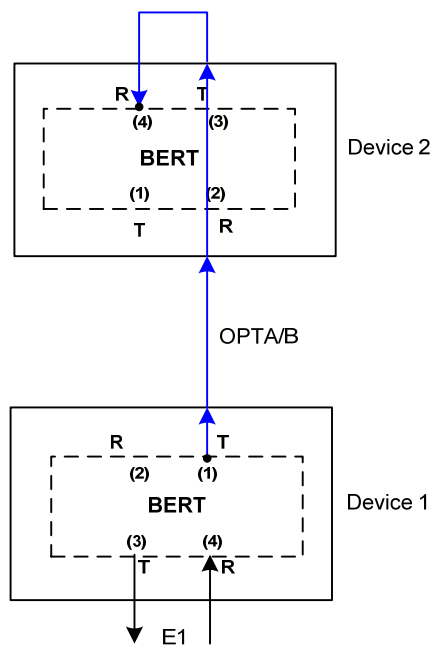 R T
(4) (3)
BERT
(1) (2)
T R
Device 2
OPTA/B
R T
(2) (1)
BERT
(3) (4)
T R
Device 1
E1